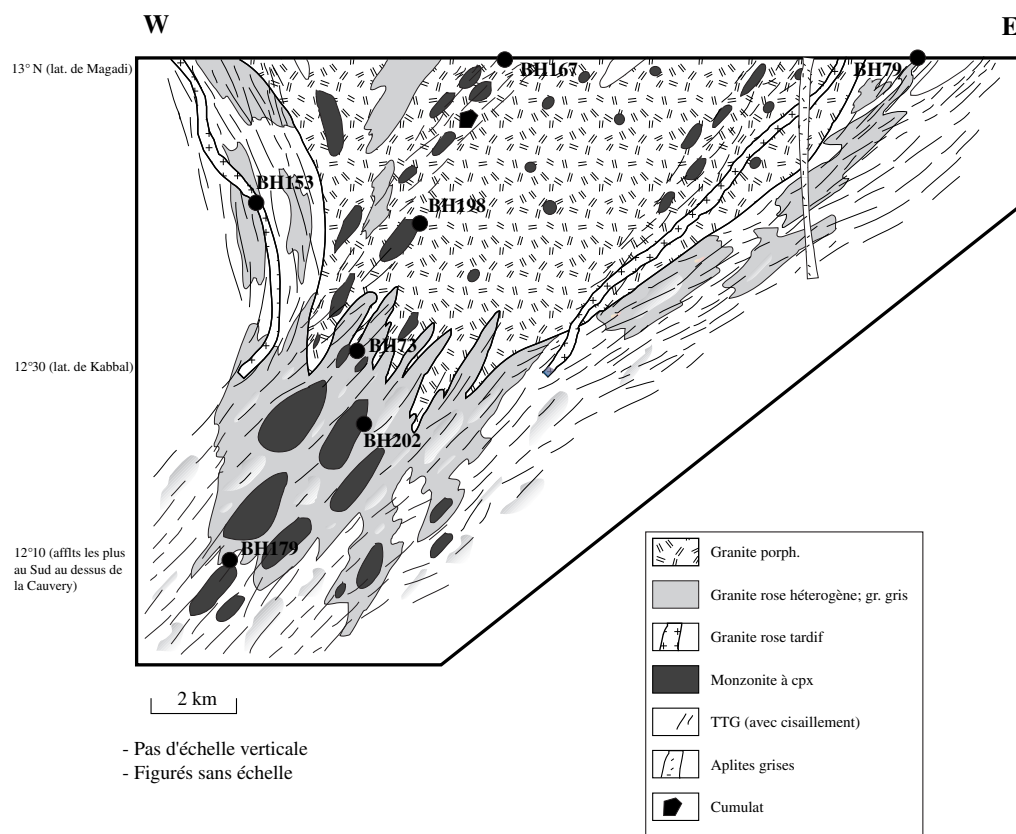 W
E
13° N (lat. de Magadi)
BH167
BH79
BH153
BH198
BH73
12°30 (lat. de Kabbal)
BH202
12°10 (afflts les plus
au Sud au dessus de
la Cauvery)
BH179
2 km
- Pas d'échelle verticale
- Figurés sans échelle
Granite porph.
Granite rose hétérogène; gr. gris
Granite rose tardif
Monzonite à cpx
TTG (avec cisaillement)
Aplites grises
Cumulat